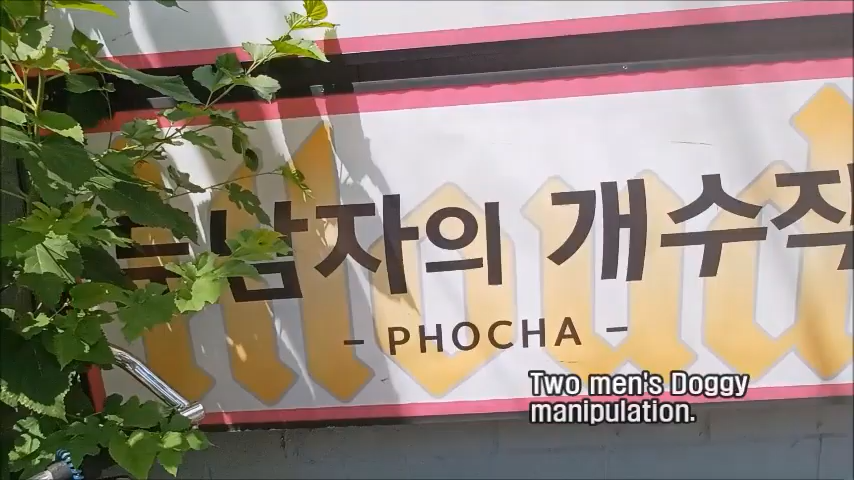 남자의 개수작
– PHOCHA –
Two men's Doggy
manipulation.